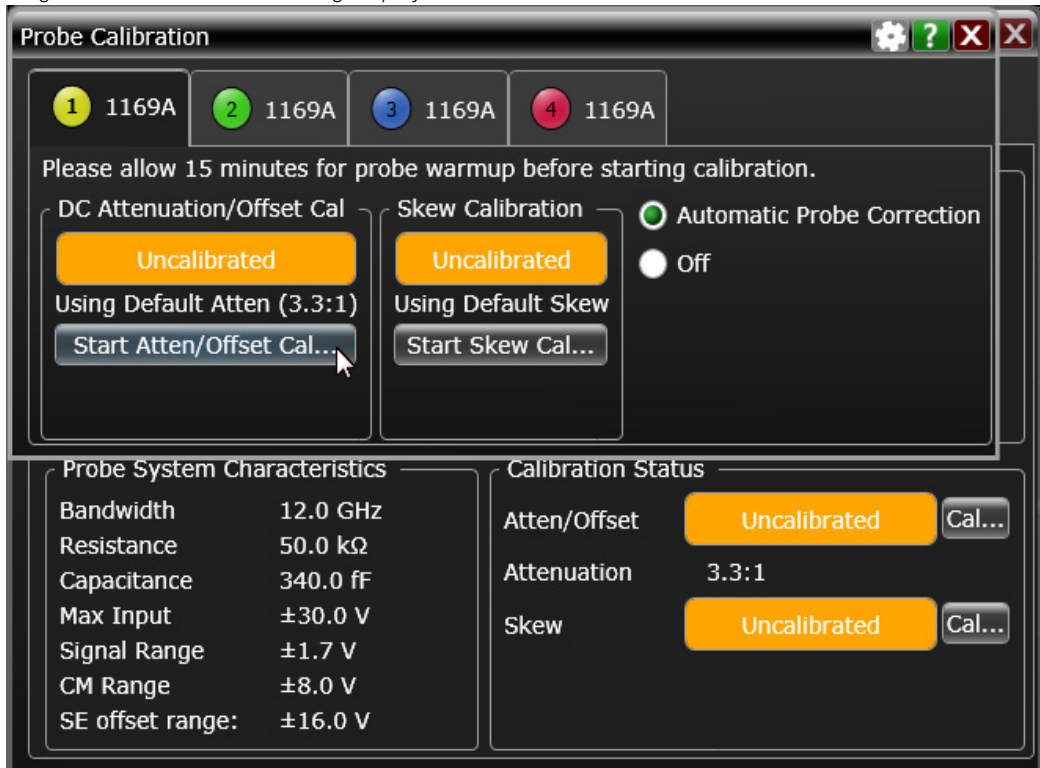 Probe Calibration
?
X
X
1 1169A
2 1169A
3 1169A
4 1169A
Please allow 15 minutes for probe warmup before starting calibration.
DC Attenuation/Offset Cal
Uncalibrated
Using Default Atten (3.3:1)
Start Atten/Offset Cal...
Skew Calibration
Uncalibrated
Using Default Skew
Start Skew Cal...
Automatic Probe Correction
Off
Probe System Characteristics
Bandwidth 12.0 GHz
Resistance 50.0 kΩ
Capacitance 340.0 fF
Max Input ±30.0 V
Signal Range ±1.7 V
CM Range ±8.0 V
SE offset range: ±16.0 V
Calibration Status
Atten/Offset Uncalibrated Cal...
Attenuation 3.3:1
Skew Uncalibrated Cal...